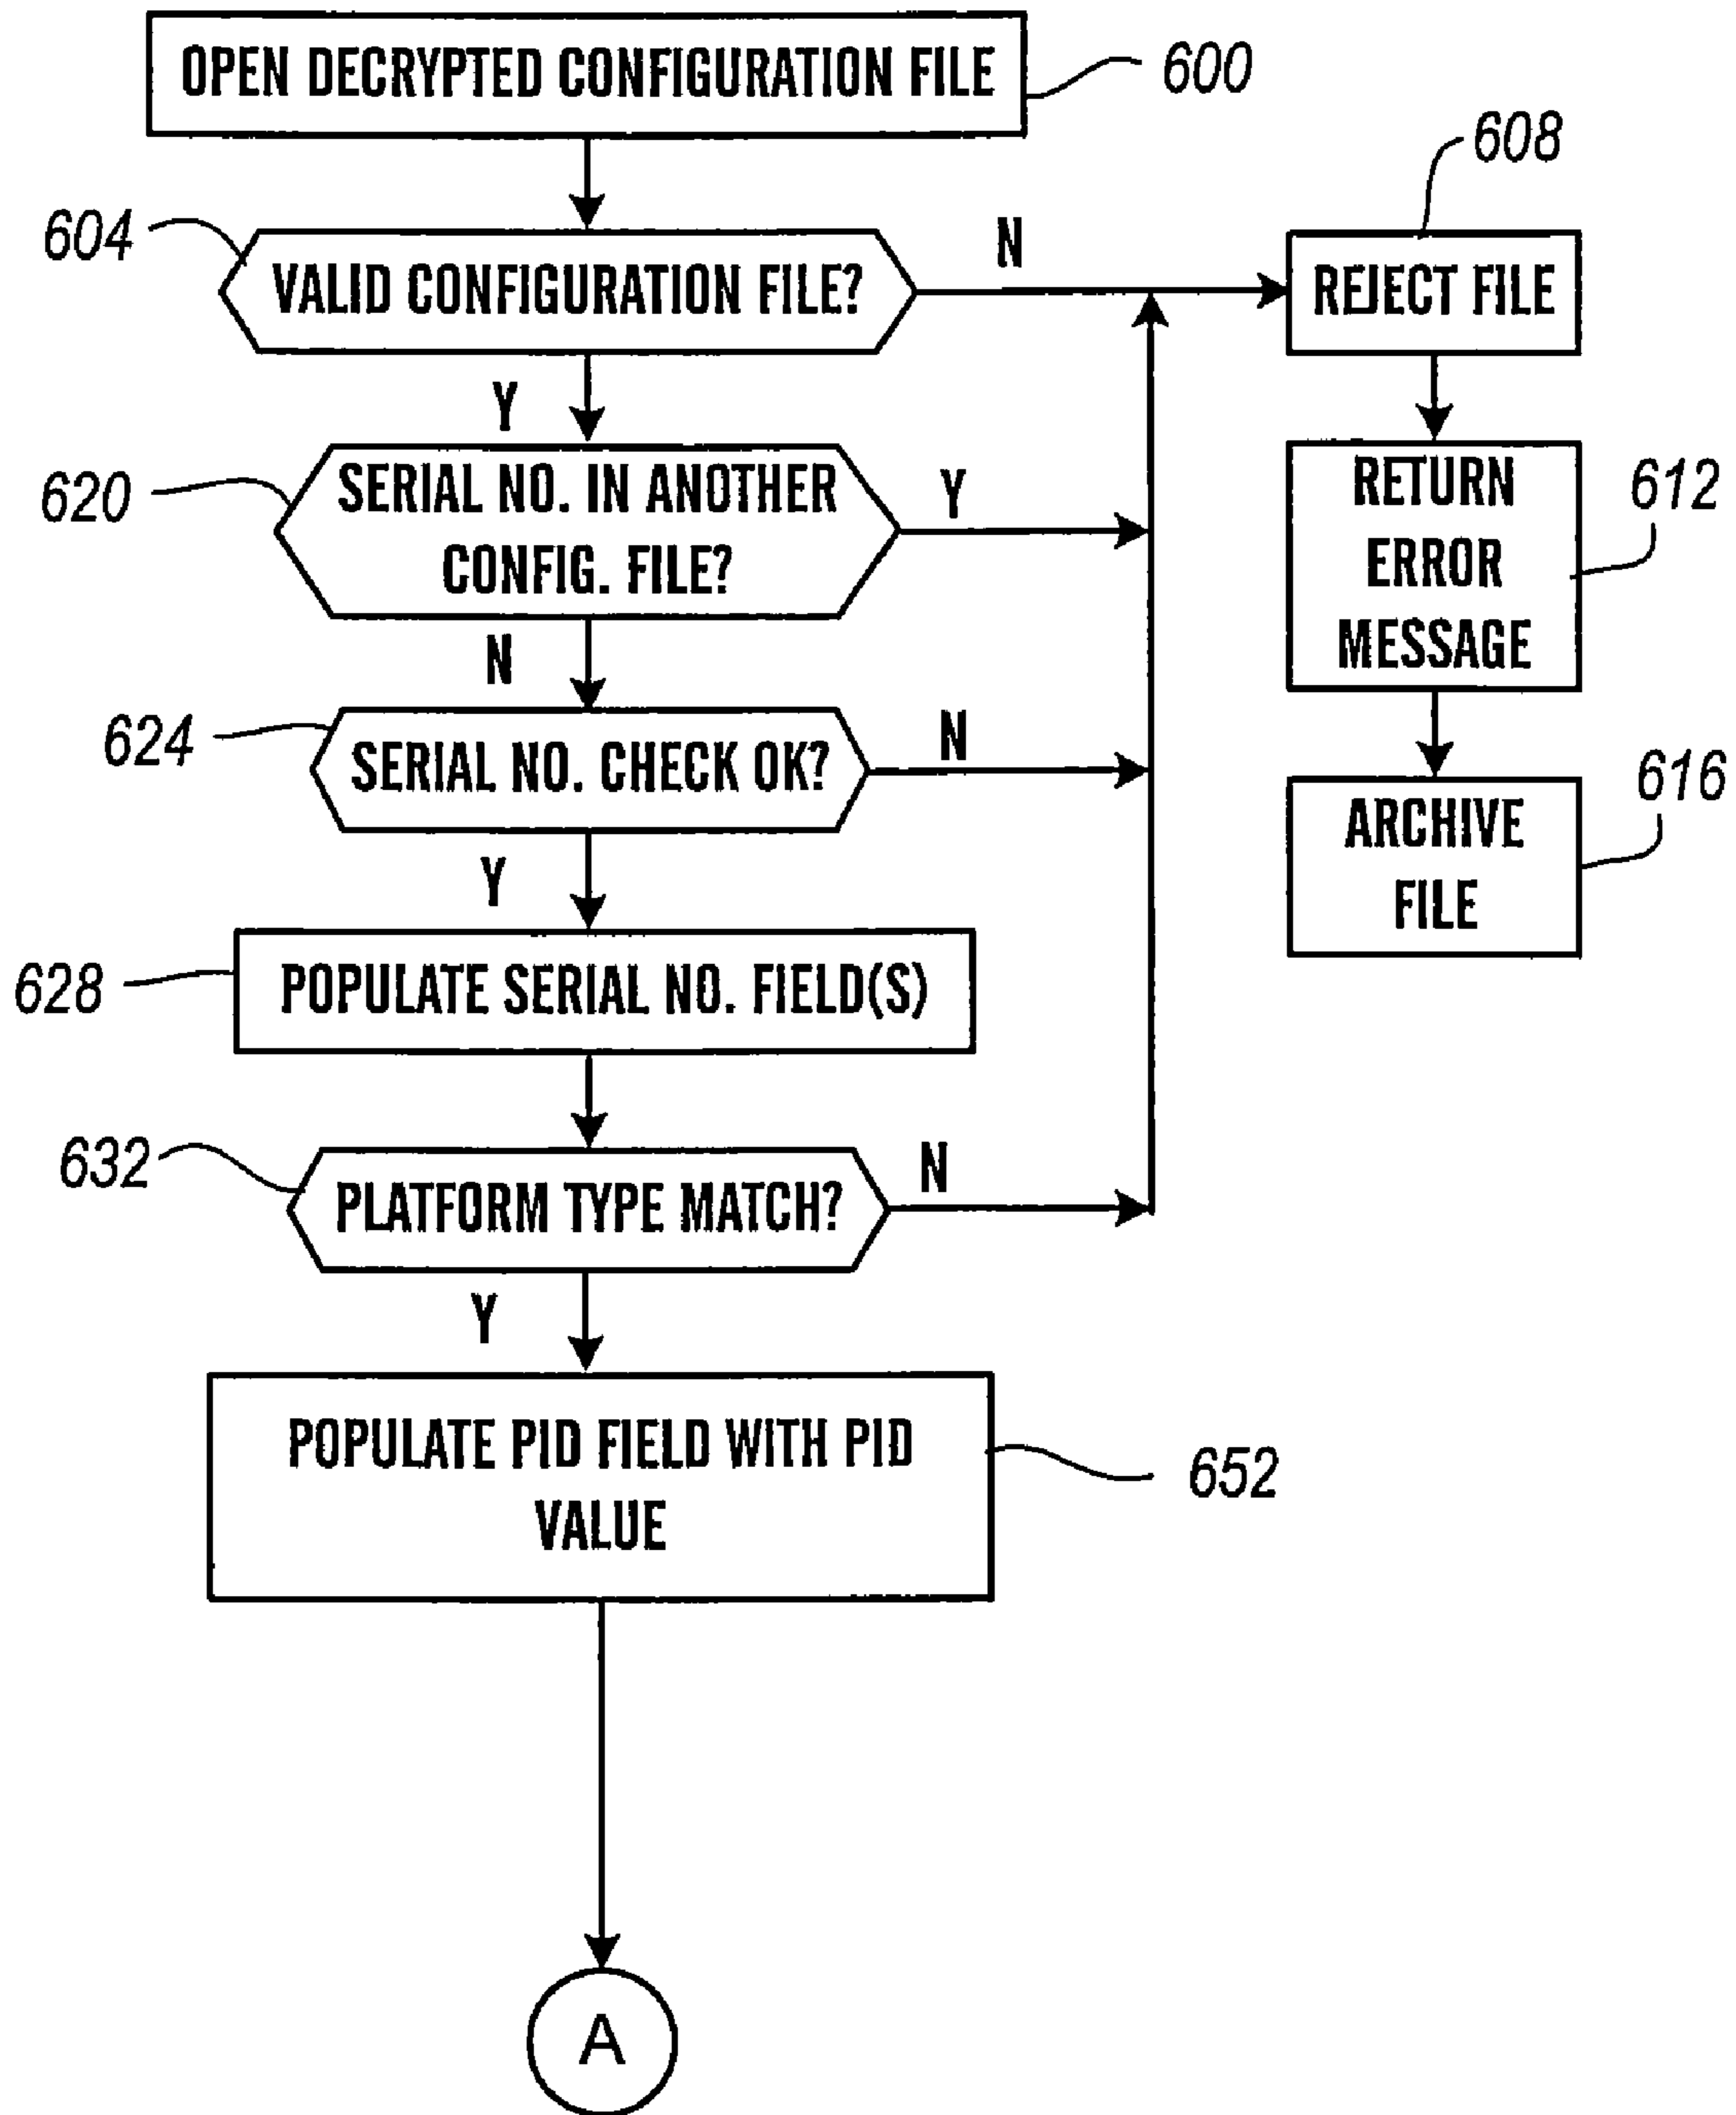 OPEN DECRYPTED CONFIGURATION FILE
600
608
604
VALID CONFIGURATION FILE?
N
REJECT FILE
Y
620
SERIAL NO. IN ANOTHER
CONFIG. FILE?
Y
RETURN
ERROR
MESSAGE
612
N
624
SERIAL NO. CHECK OK?
N
616
ARCHIVE
FILE
Y
628
POPULATE SERIAL NO. FIELD(S)
632
PLATFORM TYPE MATCH?
N
Y
POPULATE PID FIELD WITH PID
VALUE
652
A